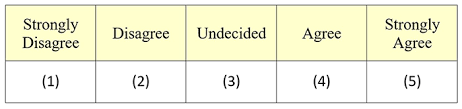 Strongly Disagree
Disagree
Undecided
Agree
Strongly Agree
(1)
(2)
(3)
(4)
(5)